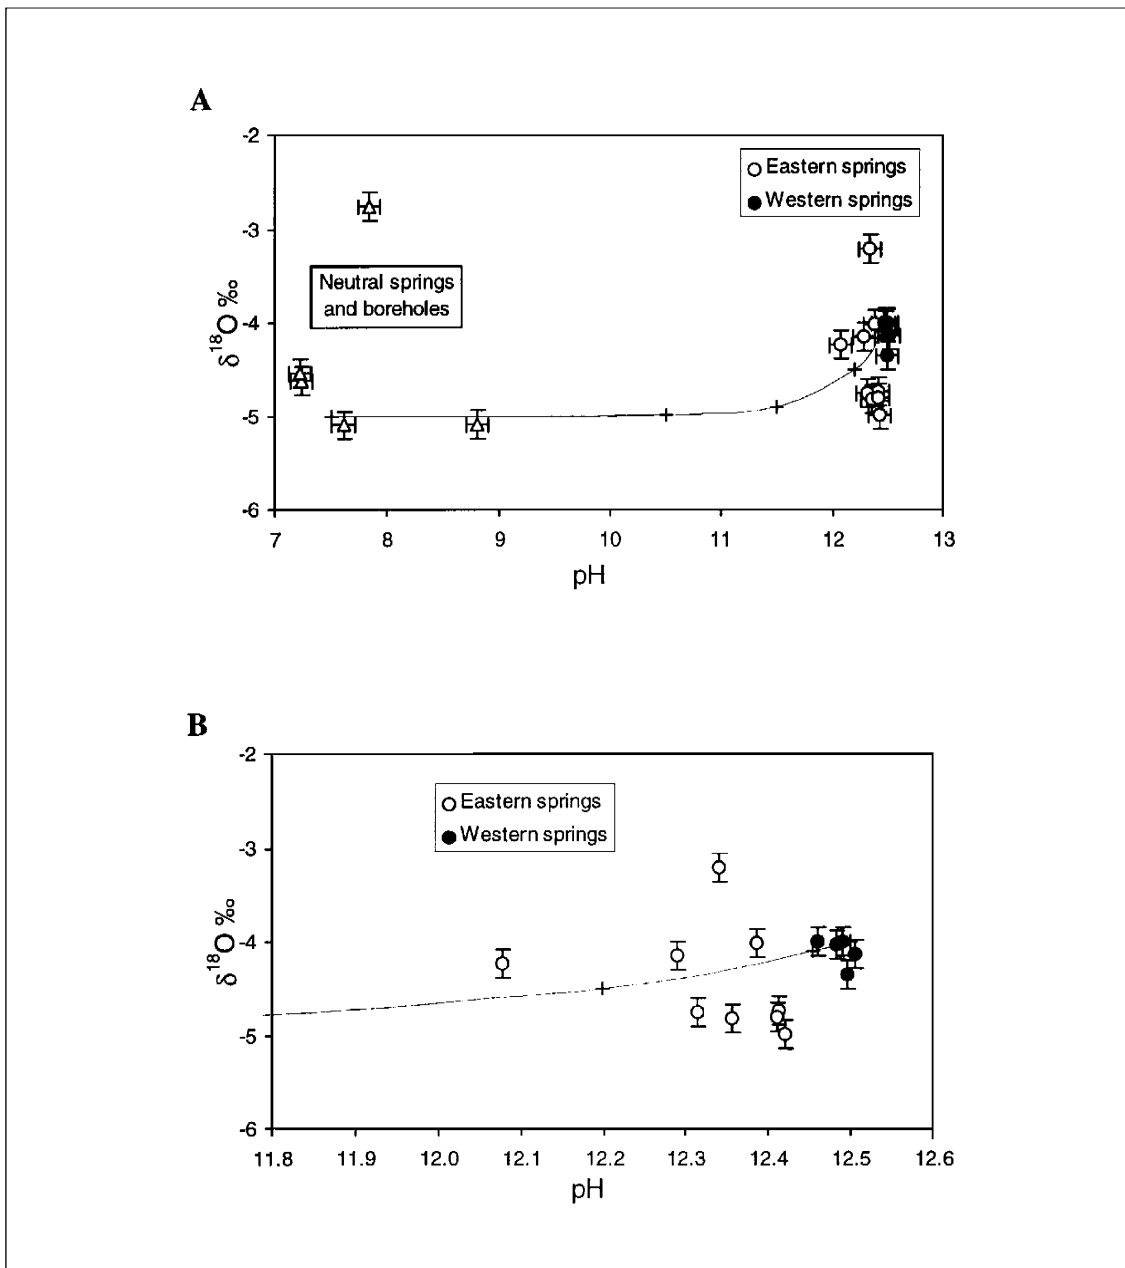 A
-2
-3
-4
-5
-6
δ18O ‰
Eastern springs
Western springs
Neutral springs
and boreholes
7 8 9 10 11 12 13
pH
B
-2
-3
-4
-5
-6
δ18O ‰
Eastern springs
Western springs
11.8 11.9 12.0 12.1 12.2 12.3 12.4 12.5 12.6
pH